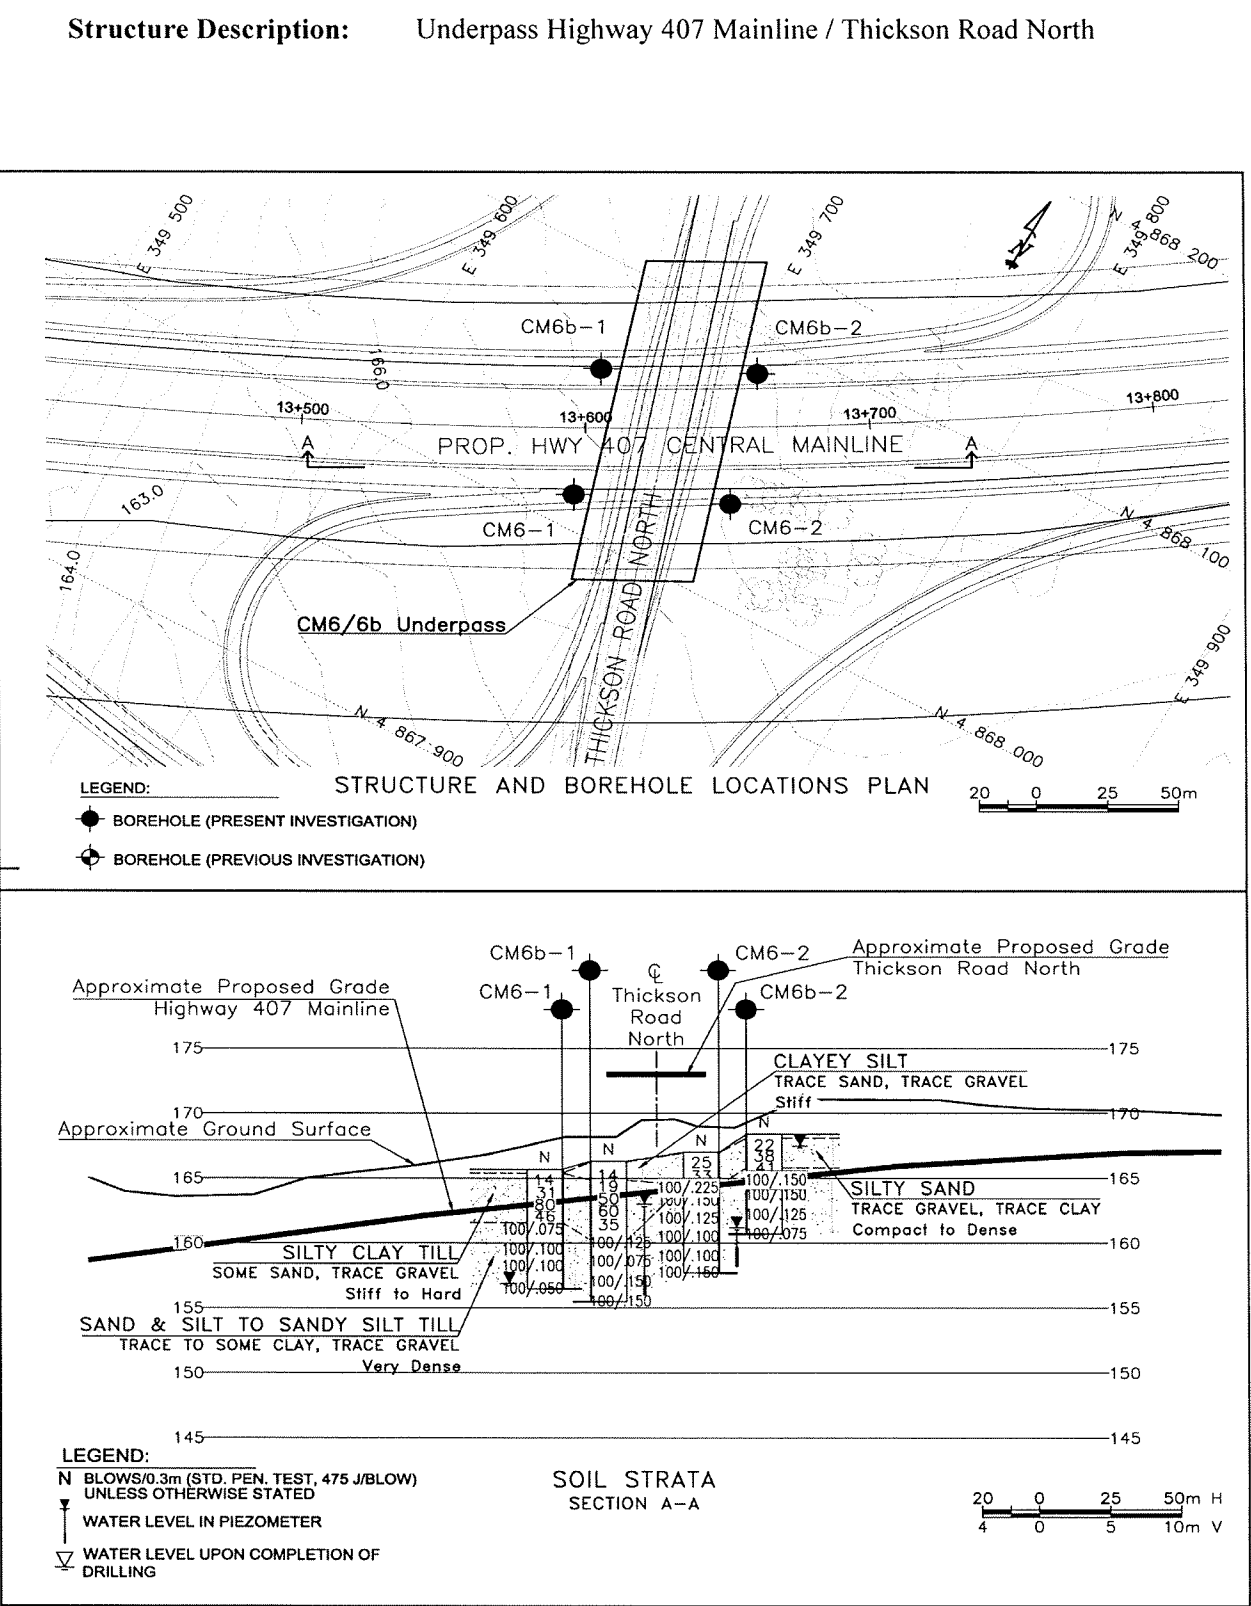 Structure Description: Underpass Highway 407 Mainline / Thickson Road North
E 349 500
E 349 600
E 349 700
E 349 800
N 4 868 200
CM6b-1
CM6b-2
166.0
13+500
13+600
13+700
13+800
A
PROP. HWY 407 CENTRAL MAINLINE
A
163.0
CM6-1
CM6-2
N 4 868 100
164.0
THICKSON ROAD NORTH
CM6/6b Underpass
E 349 900
N 4 867 900
N 4 868 000
LEGEND:
STRUCTURE AND BOREHOLE LOCATIONS PLAN
20 0 25 50m
BOREHOLE (PRESENT INVESTIGATION)
BOREHOLE (PREVIOUS INVESTIGATION)
CM6b-1
CM6-2
Approximate Proposed Grade
Thickson Road North
CM6-1
CM6b-2
℄
Thickson
Road
North
Approximate Proposed Grade
Highway 407 Mainline
175
175
CLAYEY SILT
TRACE SAND, TRACE GRAVEL
Stiff
170
170
Approximate Ground Surface
N
N
N
N
14
31
80
46
100/.075
100/.100
100/.100
100/.050
14
19
50
60
35
100/.125
100/.075
100/.150
100/.150
25
33
100/.225
100/.150
100/.125
100/.100
100/.100
100/.150
22
38
41
100/.150
100/.150
100/.125
100/.075
165
165
SILTY SAND
TRACE GRAVEL, TRACE CLAY
Compact to Dense
160
160
SILTY CLAY TILL
SOME SAND, TRACE GRAVEL
Stiff to Hard
155
155
SAND & SILT TO SANDY SILT TILL
TRACE TO SOME CLAY, TRACE GRAVEL
Very Dense
150
150
145
145
LEGEND:
N BLOWS/0.3m (STD. PEN. TEST, 475 J/BLOW)
UNLESS OTHERWISE STATED
WATER LEVEL IN PIEZOMETER
WATER LEVEL UPON COMPLETION OF
DRILLING
SOIL STRATA
SECTION A-A
20 0 25 50m H
4 0 5 10m V